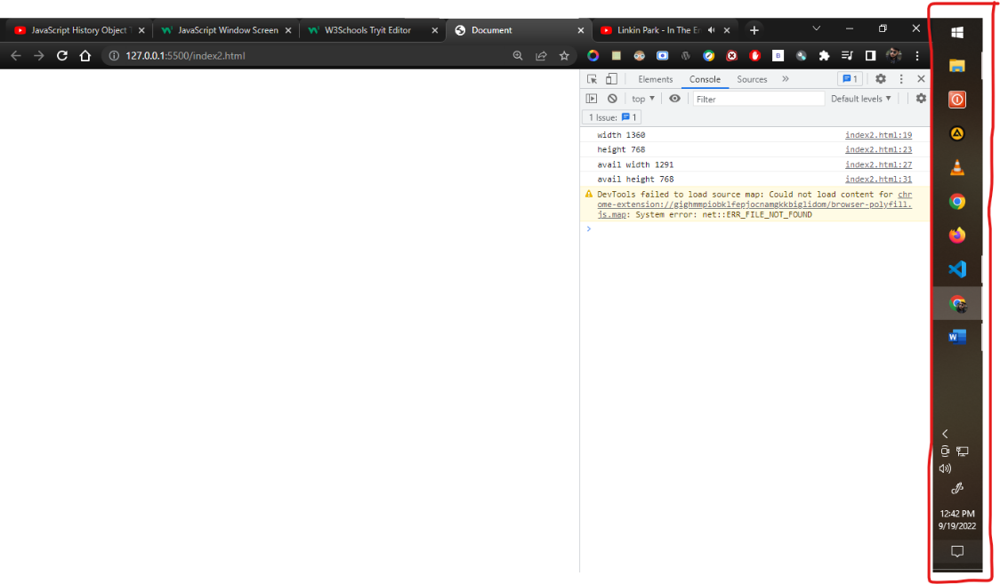 JavaScript History Object T
JavaScript Window Screen
W3Schools Tryit Editor
Document
Linkin Park - In The En
127.0.0.1:5500/index2.html
Elements Console Sources » 1
top ▼ Filter Default levels ▼
1 Issue: 1
width 1360 index2.html:19
height 768 index2.html:23
avail width 1291 index2.html:27
avail height 768 index2.html:31
DevTools failed to load source map: Could not load content for chr
ome-extension://gighmmpiobklfepjocnamgkkbiglidom/browser-polyfill.
js.map: System error: net::ERR_FILE_NOT_FOUND
12:42 PM
9/19/2022